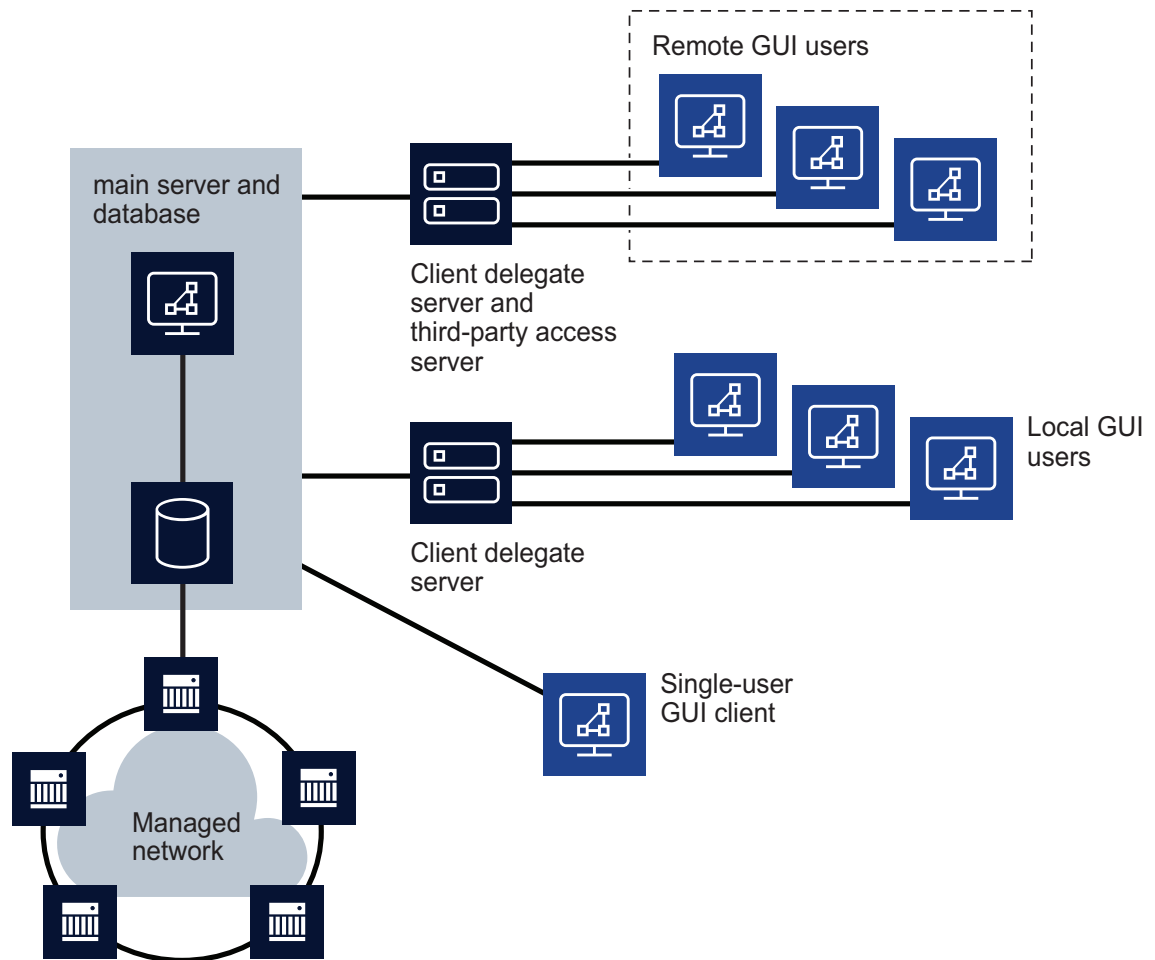 Remote GUI users
main server and
database
Client delegate
server and
third-party access
server
Local GUI
users
Client delegate
server
Single-user
GUI client
Managed
network